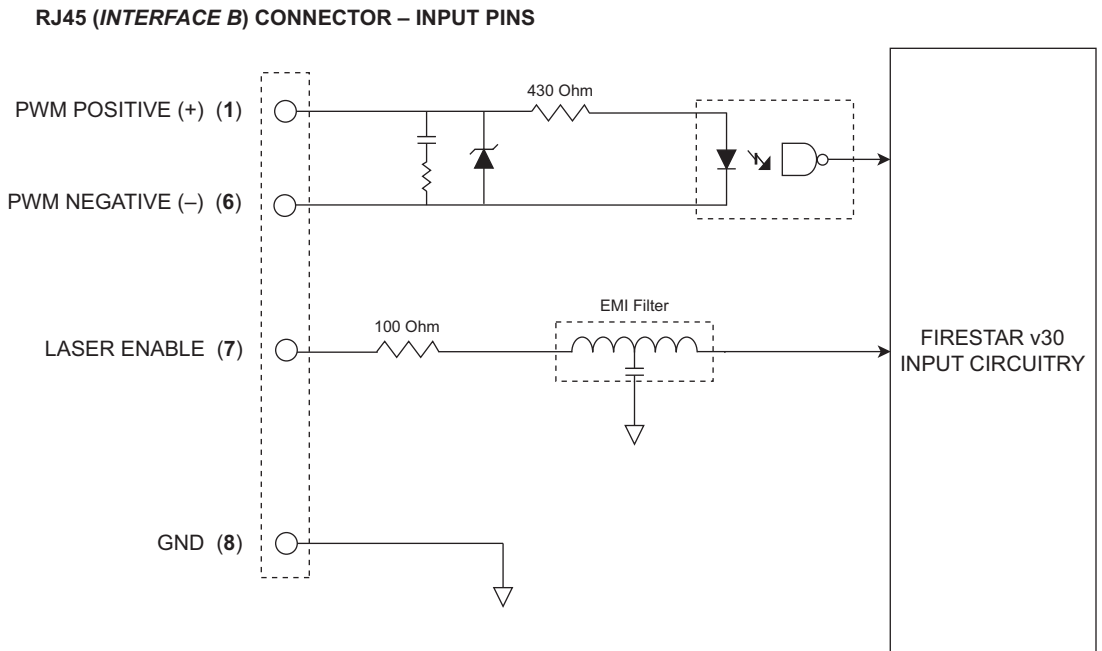 RJ45 (INTERFACE B) CONNECTOR – INPUT PINS
430 Ohm
PWM POSITIVE (+) (1)
PWM NEGATIVE (–) (6)
EMI Filter
100 Ohm
LASER ENABLE (7)
FIRESTAR v30
INPUT CIRCUITRY
GND (8)